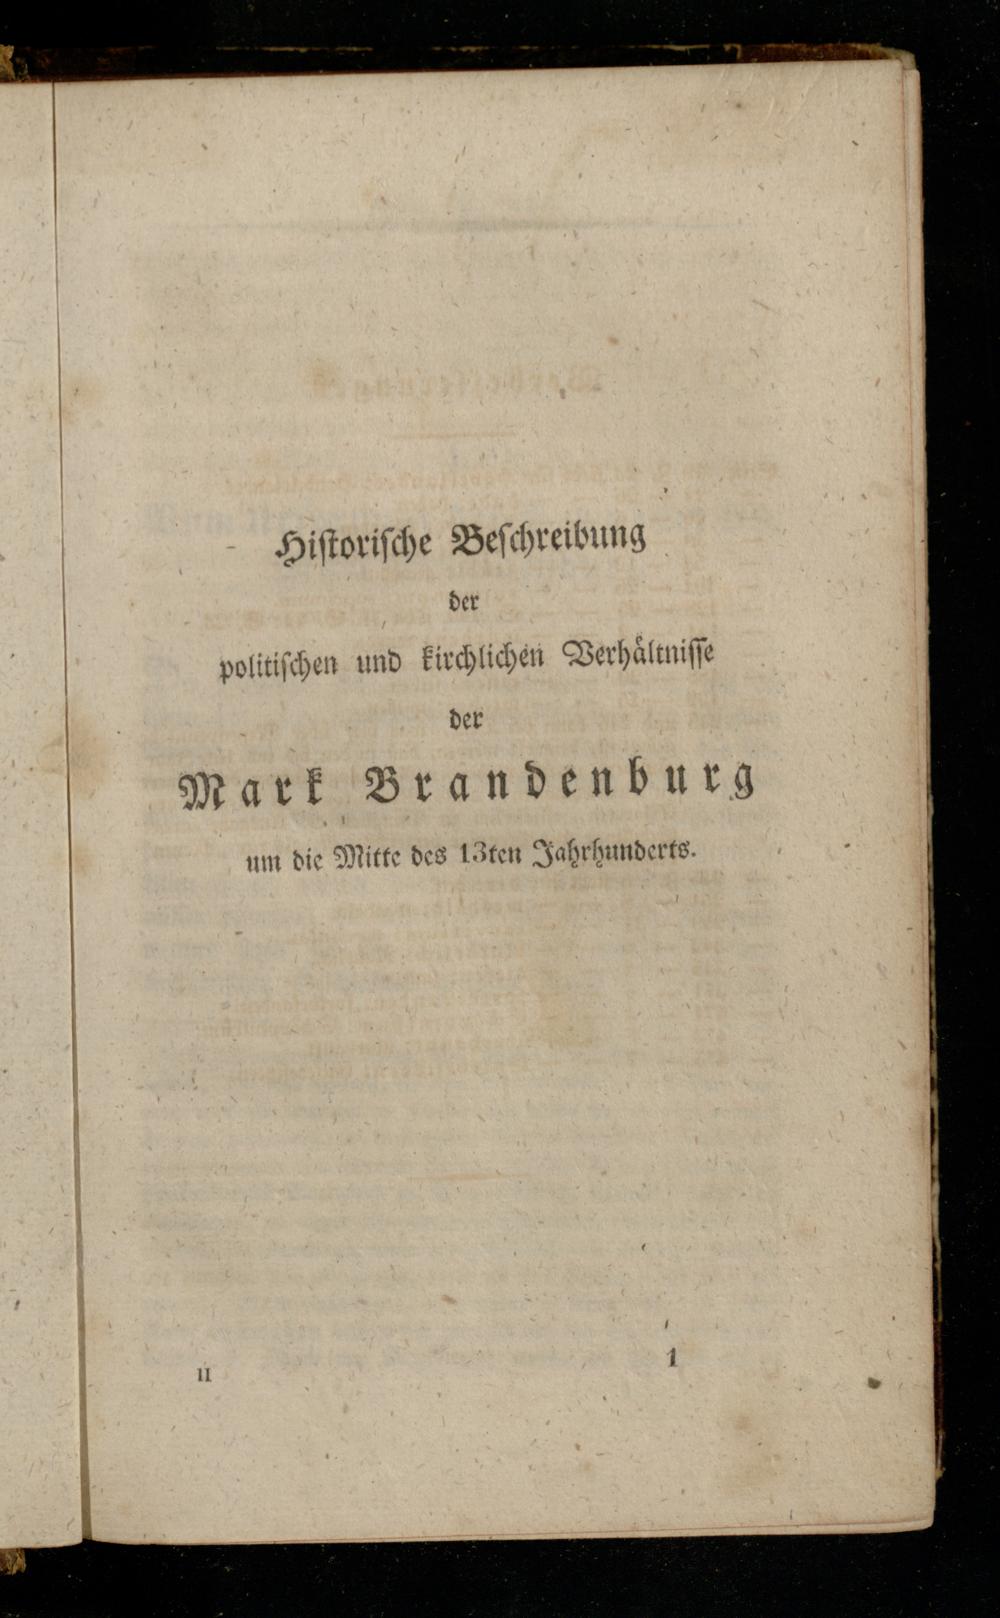 Hiſtoriſche Beſchreibung
der
politiſchen und kirchlichen Verhältniſſe
der
Mark Brandenburg
um die Mitte des 13ten Jahrhunderts.
II 1